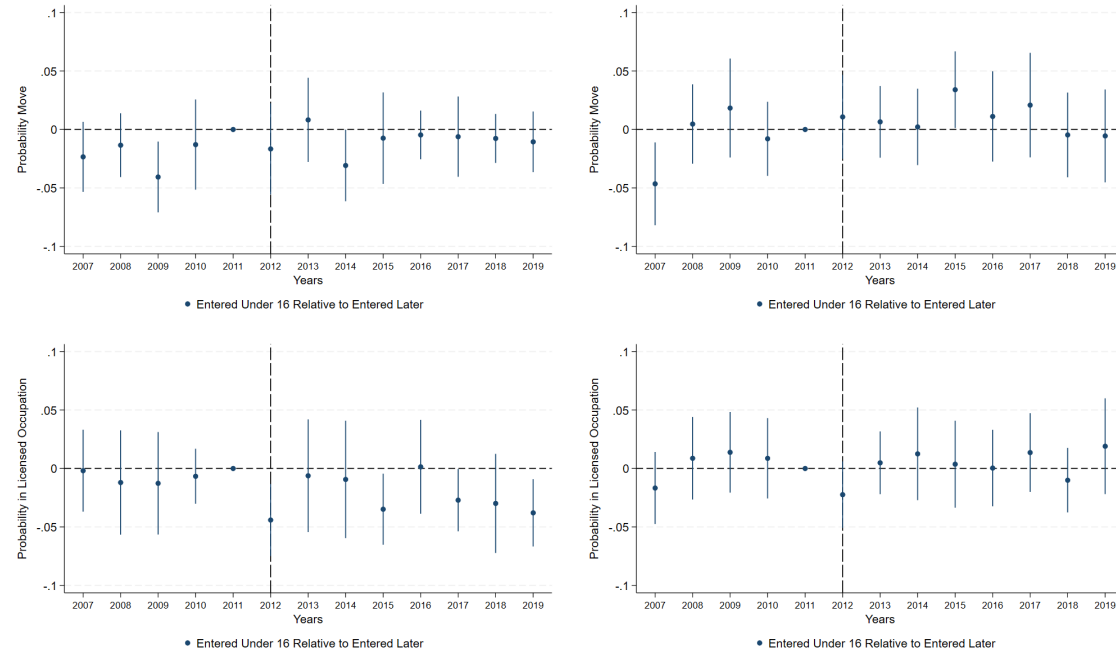 Probability Move
.1
.05
0
-.05
-.1
2007 2008 2009 2010 2011 2012 2013 2014 2015 2016 2017 2018 2019
Years
Entered Under 16 Relative to Entered Later
Probability Move
.1
.05
0
-.05
-.1
2007 2008 2009 2010 2011 2012 2013 2014 2015 2016 2017 2018 2019
Years
Entered Under 16 Relative to Entered Later
Probability in Licensed Occupation
.1
.05
0
-.05
-.1
2007 2008 2009 2010 2011 2012 2013 2014 2015 2016 2017 2018 2019
Years
Entered Under 16 Relative to Entered Later
Probability in Licensed Occupation
.1
.05
0
-.05
-.1
2007 2008 2009 2010 2011 2012 2013 2014 2015 2016 2017 2018 2019
Years
Entered Under 16 Relative to Entered Later